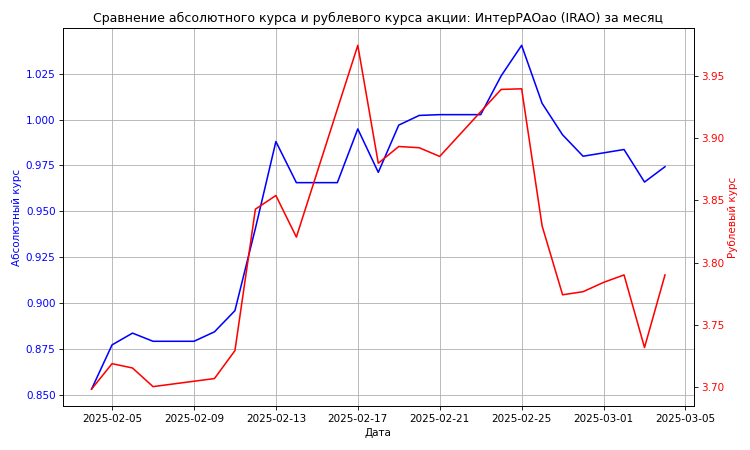 Сравнение абсолютного курса и рублевого курса акции: ИнтерРАОао (IRAO) за месяц
1.025
1.000
0.975
0.950
0.925
0.900
0.875
0.850
Абсолютный курс
3.95
3.90
3.85
3.80
3.75
3.70
Рублевый курс
2025-02-05 2025-02-09 2025-02-13 2025-02-17 2025-02-21 2025-02-25 2025-03-01 2025-03-05
Дата